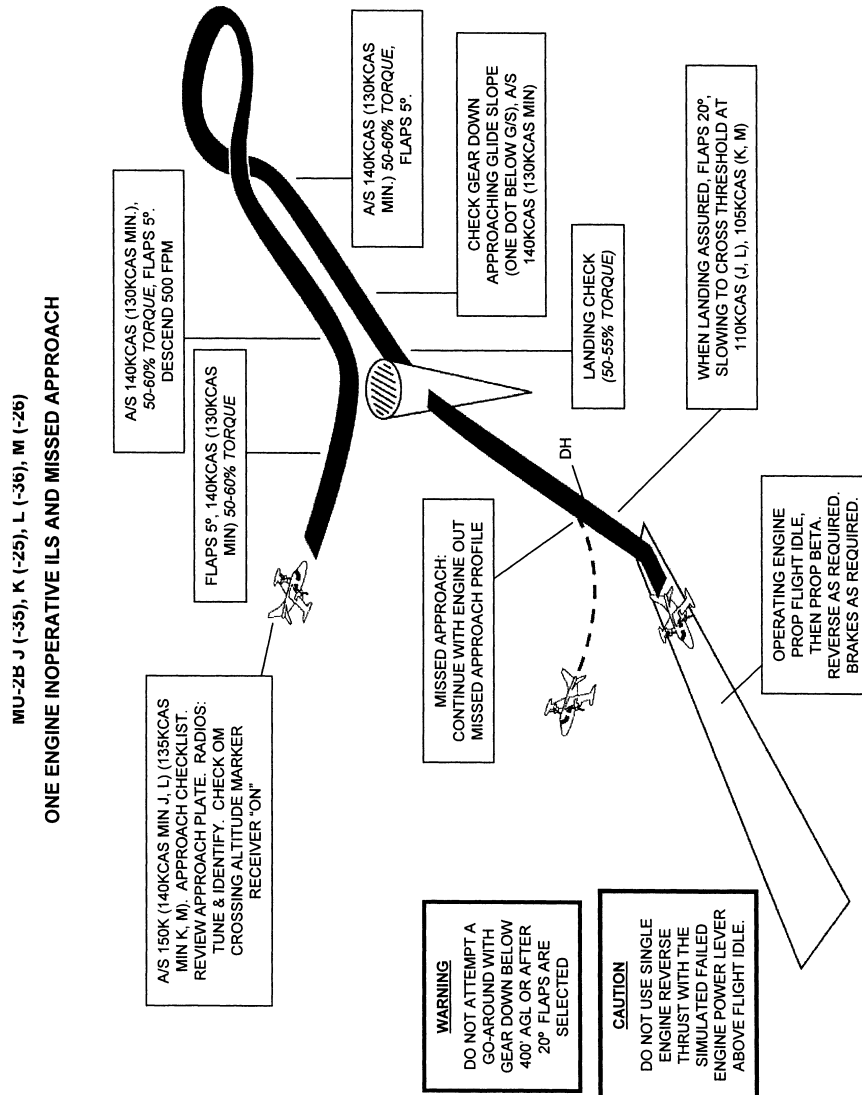 MU-2B J (-35), K (-25), L (-36), M (-26)
ONE ENGINE INOPERATIVE ILS AND MISSED APPROACH
A/S 150K (140KCAS MIN J, L) (135KCAS
MIN K, M). APPROACH CHECKLIST.
REVIEW APPROACH PLATE. RADIOS:
TUNE & IDENTIFY. CHECK OM
CROSSING ALTITUDE MARKER
RECEIVER "ON"
FLAPS 5º, 140KCAS (130KCAS
MIN) 50-60% TORQUE
A/S 140KCAS (130KCAS MIN.),
50-60% TORQUE, FLAPS 5º.
DESCEND 500 FPM
A/S 140KCAS (130KCAS
MIN.) 50-60% TORQUE,
FLAPS 5º.
CHECK GEAR DOWN
APPROACHING GLIDE SLOPE
(ONE DOT BELOW G/S), A/S
140KCAS (130KCAS MIN)
LANDING CHECK
(50-55% TORQUE)
DH
MISSED APPROACH:
CONTINUE WITH ENGINE OUT
MISSED APPROACH PROFILE
WHEN LANDING ASSURED, FLAPS 20º,
SLOWING TO CROSS THRESHOLD AT
110KCAS (J, L), 105KCAS (K, M)
OPERATING ENGINE
PROP FLIGHT IDLE,
THEN PROP BETA.
REVERSE AS REQUIRED.
BRAKES AS REQUIRED.
WARNING
DO NOT ATTEMPT A
GO-AROUND WITH
GEAR DOWN BELOW
400' AGL OR AFTER
20º FLAPS ARE
SELECTED
CAUTION
DO NOT USE SINGLE
ENGINE REVERSE
THRUST WITH THE
SIMULATED FAILED
ENGINE POWER LEVER
ABOVE FLIGHT IDLE.